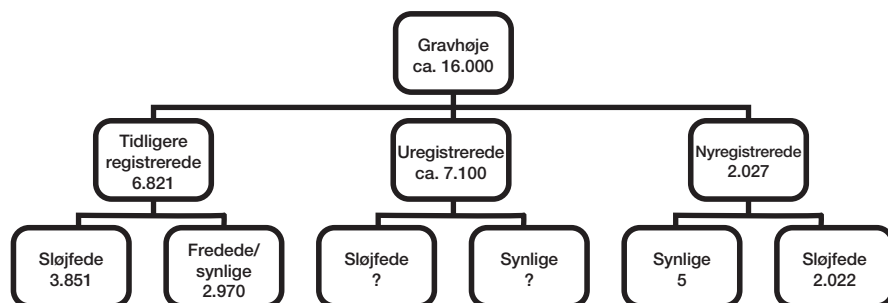 Gravhøje
ca. 16.000
Tidligere
registrerede
6.821
Uregistrerede
ca. 7.100
Nyregistrerede
2.027
Sløjfede
3.851
Fredede/
synlige
2.970
Sløjfede
?
Synlige
?
Synlige
5
Sløjfede
2.022